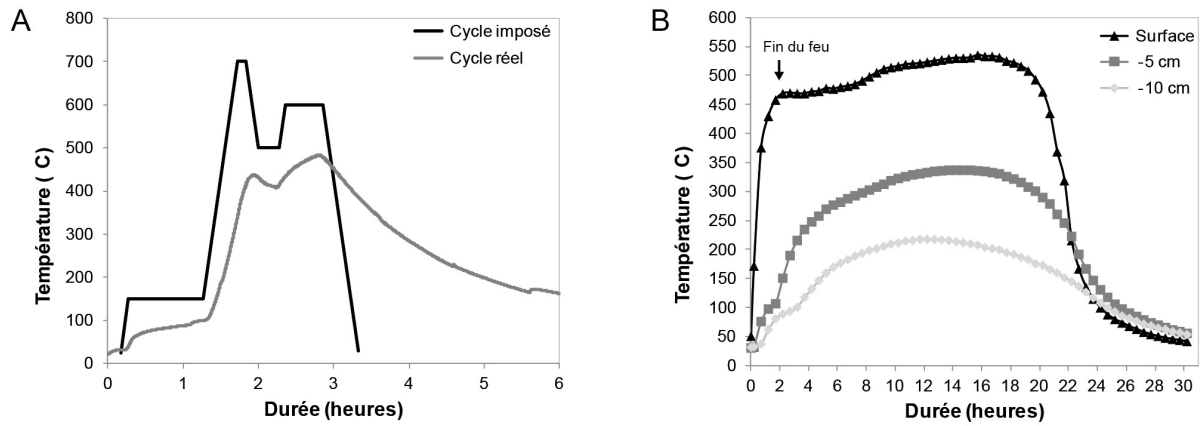 A
800
700
600
500
400
300
200
100
0
Température ( C)
Cycle imposé
Cycle réel
0 1 2 3 4 5 6
Durée (heures)
B
600
550
500
450
400
350
300
250
200
150
100
50
0
Température ( C)
Fin du feu
Surface
-5 cm
-10 cm
0 2 4 6 8 10 12 14 16 18 20 22 24 26 28 30
Durée (heures)